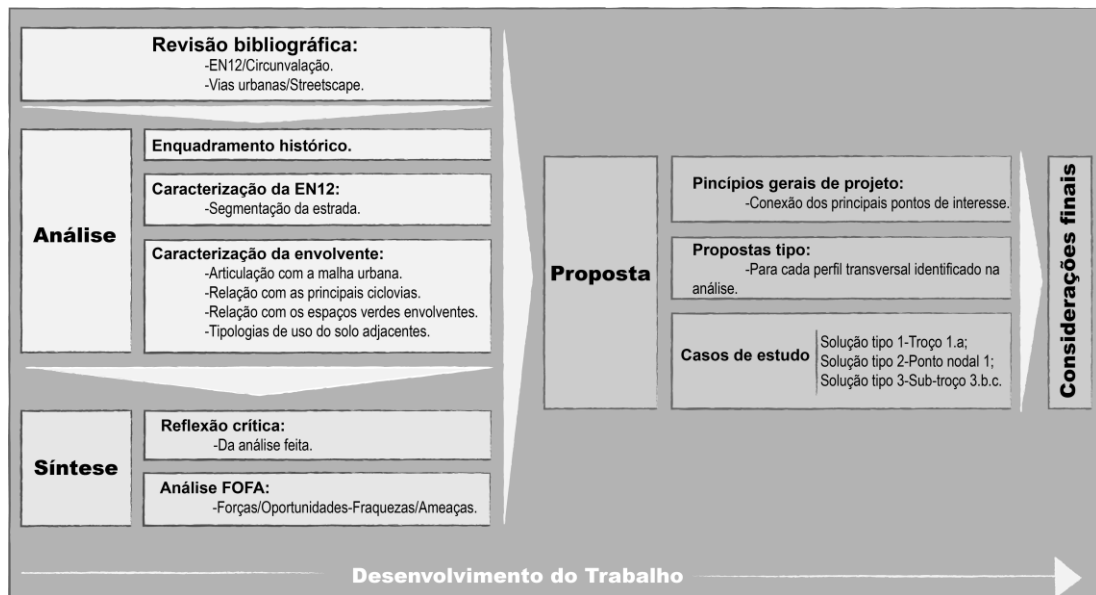 Revisão bibliográfica:
-EN12/Circunvalação.
-Vias urbanas/Streetscape.
Análise
Enquadramento histórico.
Caracterização da EN12:
-Segmentação da estrada.
Caracterização da envolvente:
-Articulação com a malha urbana.
-Relação com as principais ciclovias.
-Relação com os espaços verdes envolventes.
-Tipologias de uso do solo adjacentes.
Síntese
Reflexão crítica:
-Da análise feita.
Análise FOFA:
-Forças/Oportunidades-Fraquezas/Ameaças.
Proposta
Pincípios gerais de projeto:
-Conexão dos principais pontos de interesse.
Propostas tipo:
-Para cada perfil transversal identificado na
análise.
Casos de estudo
Solução tipo 1-Troço 1.a;
Solução tipo 2-Ponto nodal 1;
Solução tipo 3-Sub-troço 3.b.c.
Considerações finais
Desenvolvimento do Trabalho